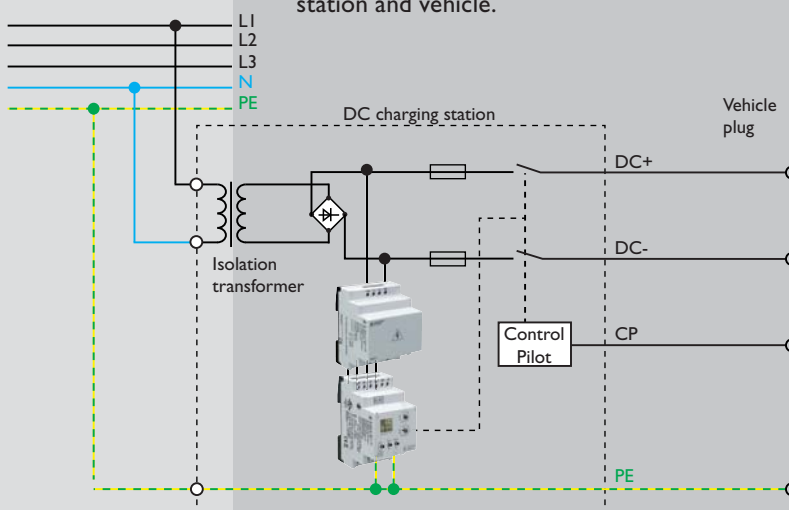 station and vehicle.
L1
L2
L3
N
PE
DC charging station
Vehicle
plug
DC+
DC-
Isolation
transformer
Control
Pilot
CP
PE